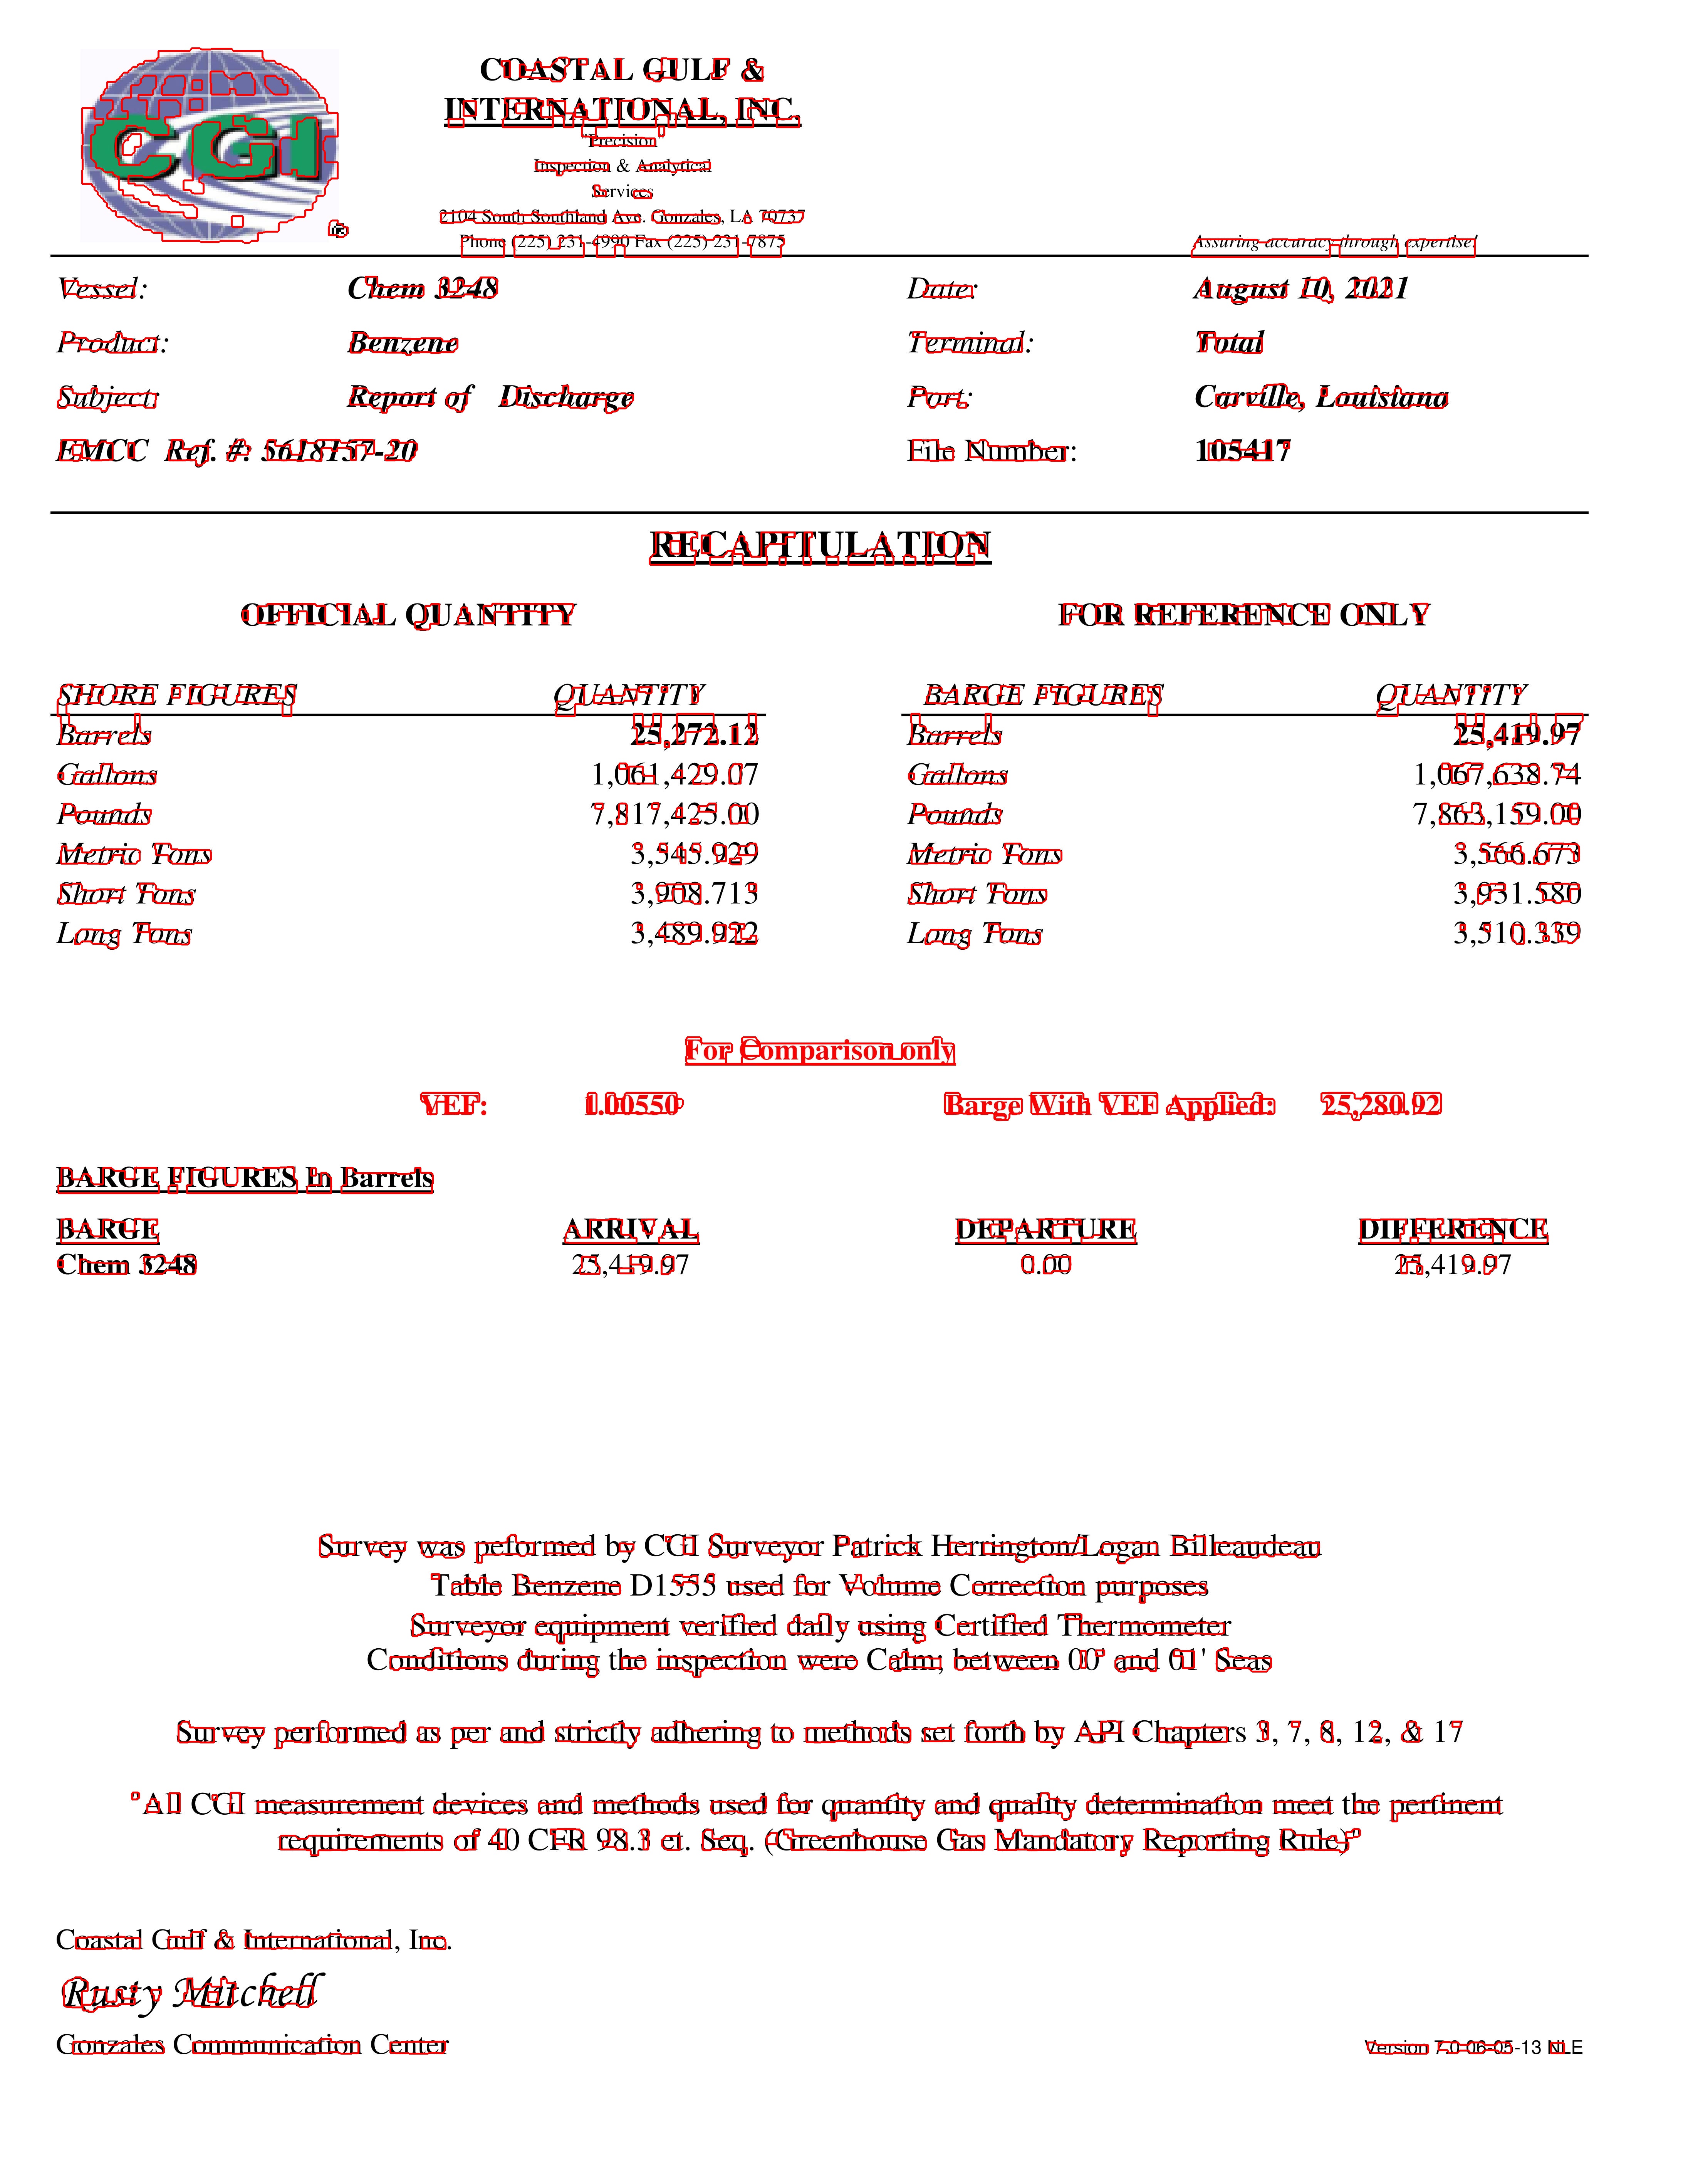 CGI
®
COASTAL GULF &
INTERNATIONAL, INC.
"Precision"
Inspection & Analytical
Services
2104 South Southland Ave. Gonzales, LA 70737
Phone (225) 231-4990 Fax (225) 231-7875
Assuring accuracy through expertise!
Vessel: Chem 3248 Date: August 10, 2021
Product: Benzene Terminal: Total
Subject: Report of Discharge Port: Carville, Louisiana
EMCC Ref. #: 5618157-20 File Number: 105417
RECAPITULATION
OFFICIAL QUANTITY FOR REFERENCE ONLY
SHORE FIGURES QUANTITY BARGE FIGURES QUANTITY
Barrels 25,272.12 Barrels 25,419.97
Gallons 1,061,429.07 Gallons 1,067,638.74
Pounds 7,817,425.00 Pounds 7,863,159.00
Metric Tons 3,545.929 Metric Tons 3,566.673
Short Tons 3,908.713 Short Tons 3,931.580
Long Tons 3,489.922 Long Tons 3,510.339
For Comparison only
VEF: 1.00550 Barge With VEF Applied: 25,280.92
BARGE FIGURES In Barrels
BARGE ARRIVAL DEPARTURE DIFFERENCE
Chem 3248 25,419.97 0.00 25,419.97
Survey was peformed by CGI Surveyor Patrick Herrington/Logan Billeaudeau
Table Benzene D1555 used for Volume Correction purposes
Surveyor equipment verified daily using Certified Thermometer
Conditions during the inspection were Calm; between 00' and 01' Seas
Survey performed as per and strictly adhering to methods set forth by API Chapters 3, 7, 8, 12, & 17
"All CGI measurement devices and methods used for quantity and quality determination meet the pertinent
requirements of 40 CFR 98.3 et. Seq. (Greenhouse Gas Mandatory Reporting Rule)"
Coastal Gulf & International, Inc.
Rusty Mitchell
Gonzales Communication Center
Version 7.0 06-05-13 NLE